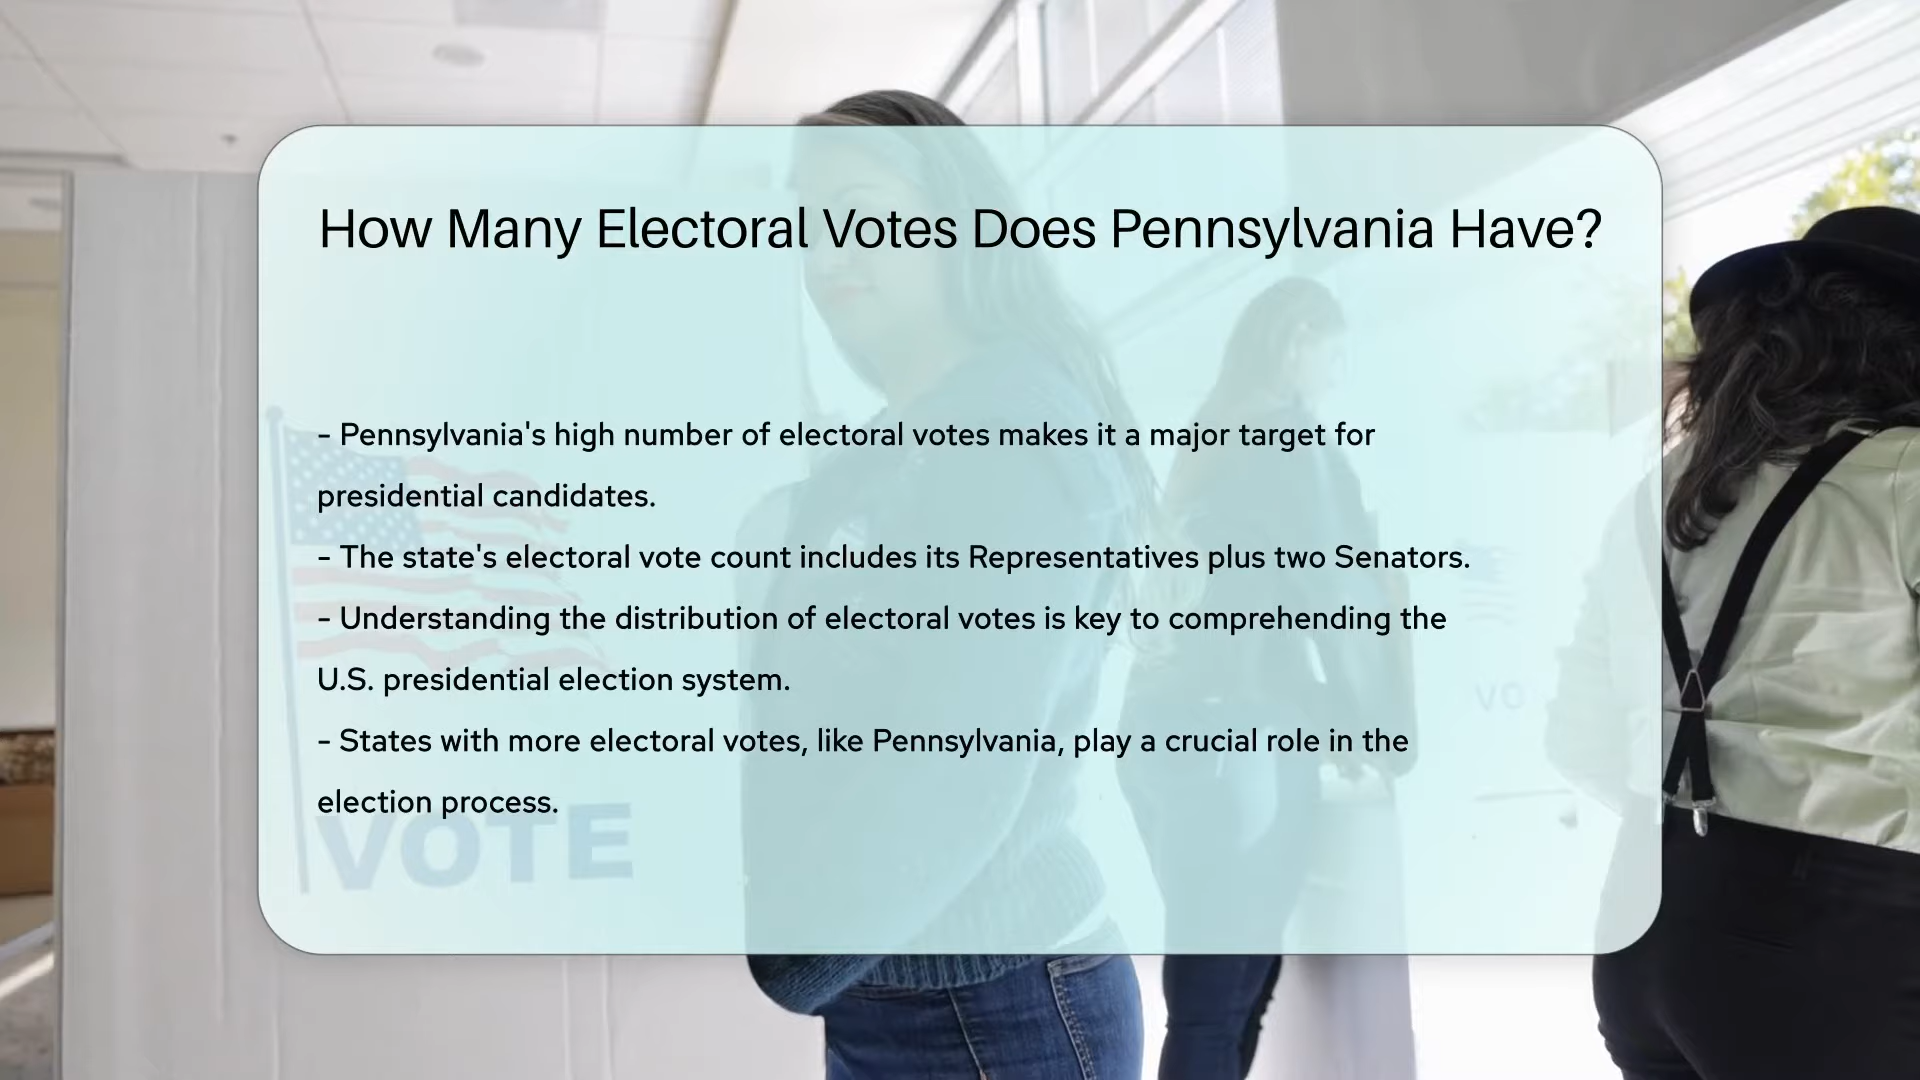 How Many Electoral Votes Does Pennsylvania Have?
- Pennsylvania's high number of electoral votes makes it a major target for
presidential candidates.
- The state's electoral vote count includes its Representatives plus two Senators.
- Understanding the distribution of electoral votes is key to comprehending the
U.S. presidential election system.
- States with more electoral votes, like Pennsylvania, play a crucial role in the
election process.
VOTE
VO